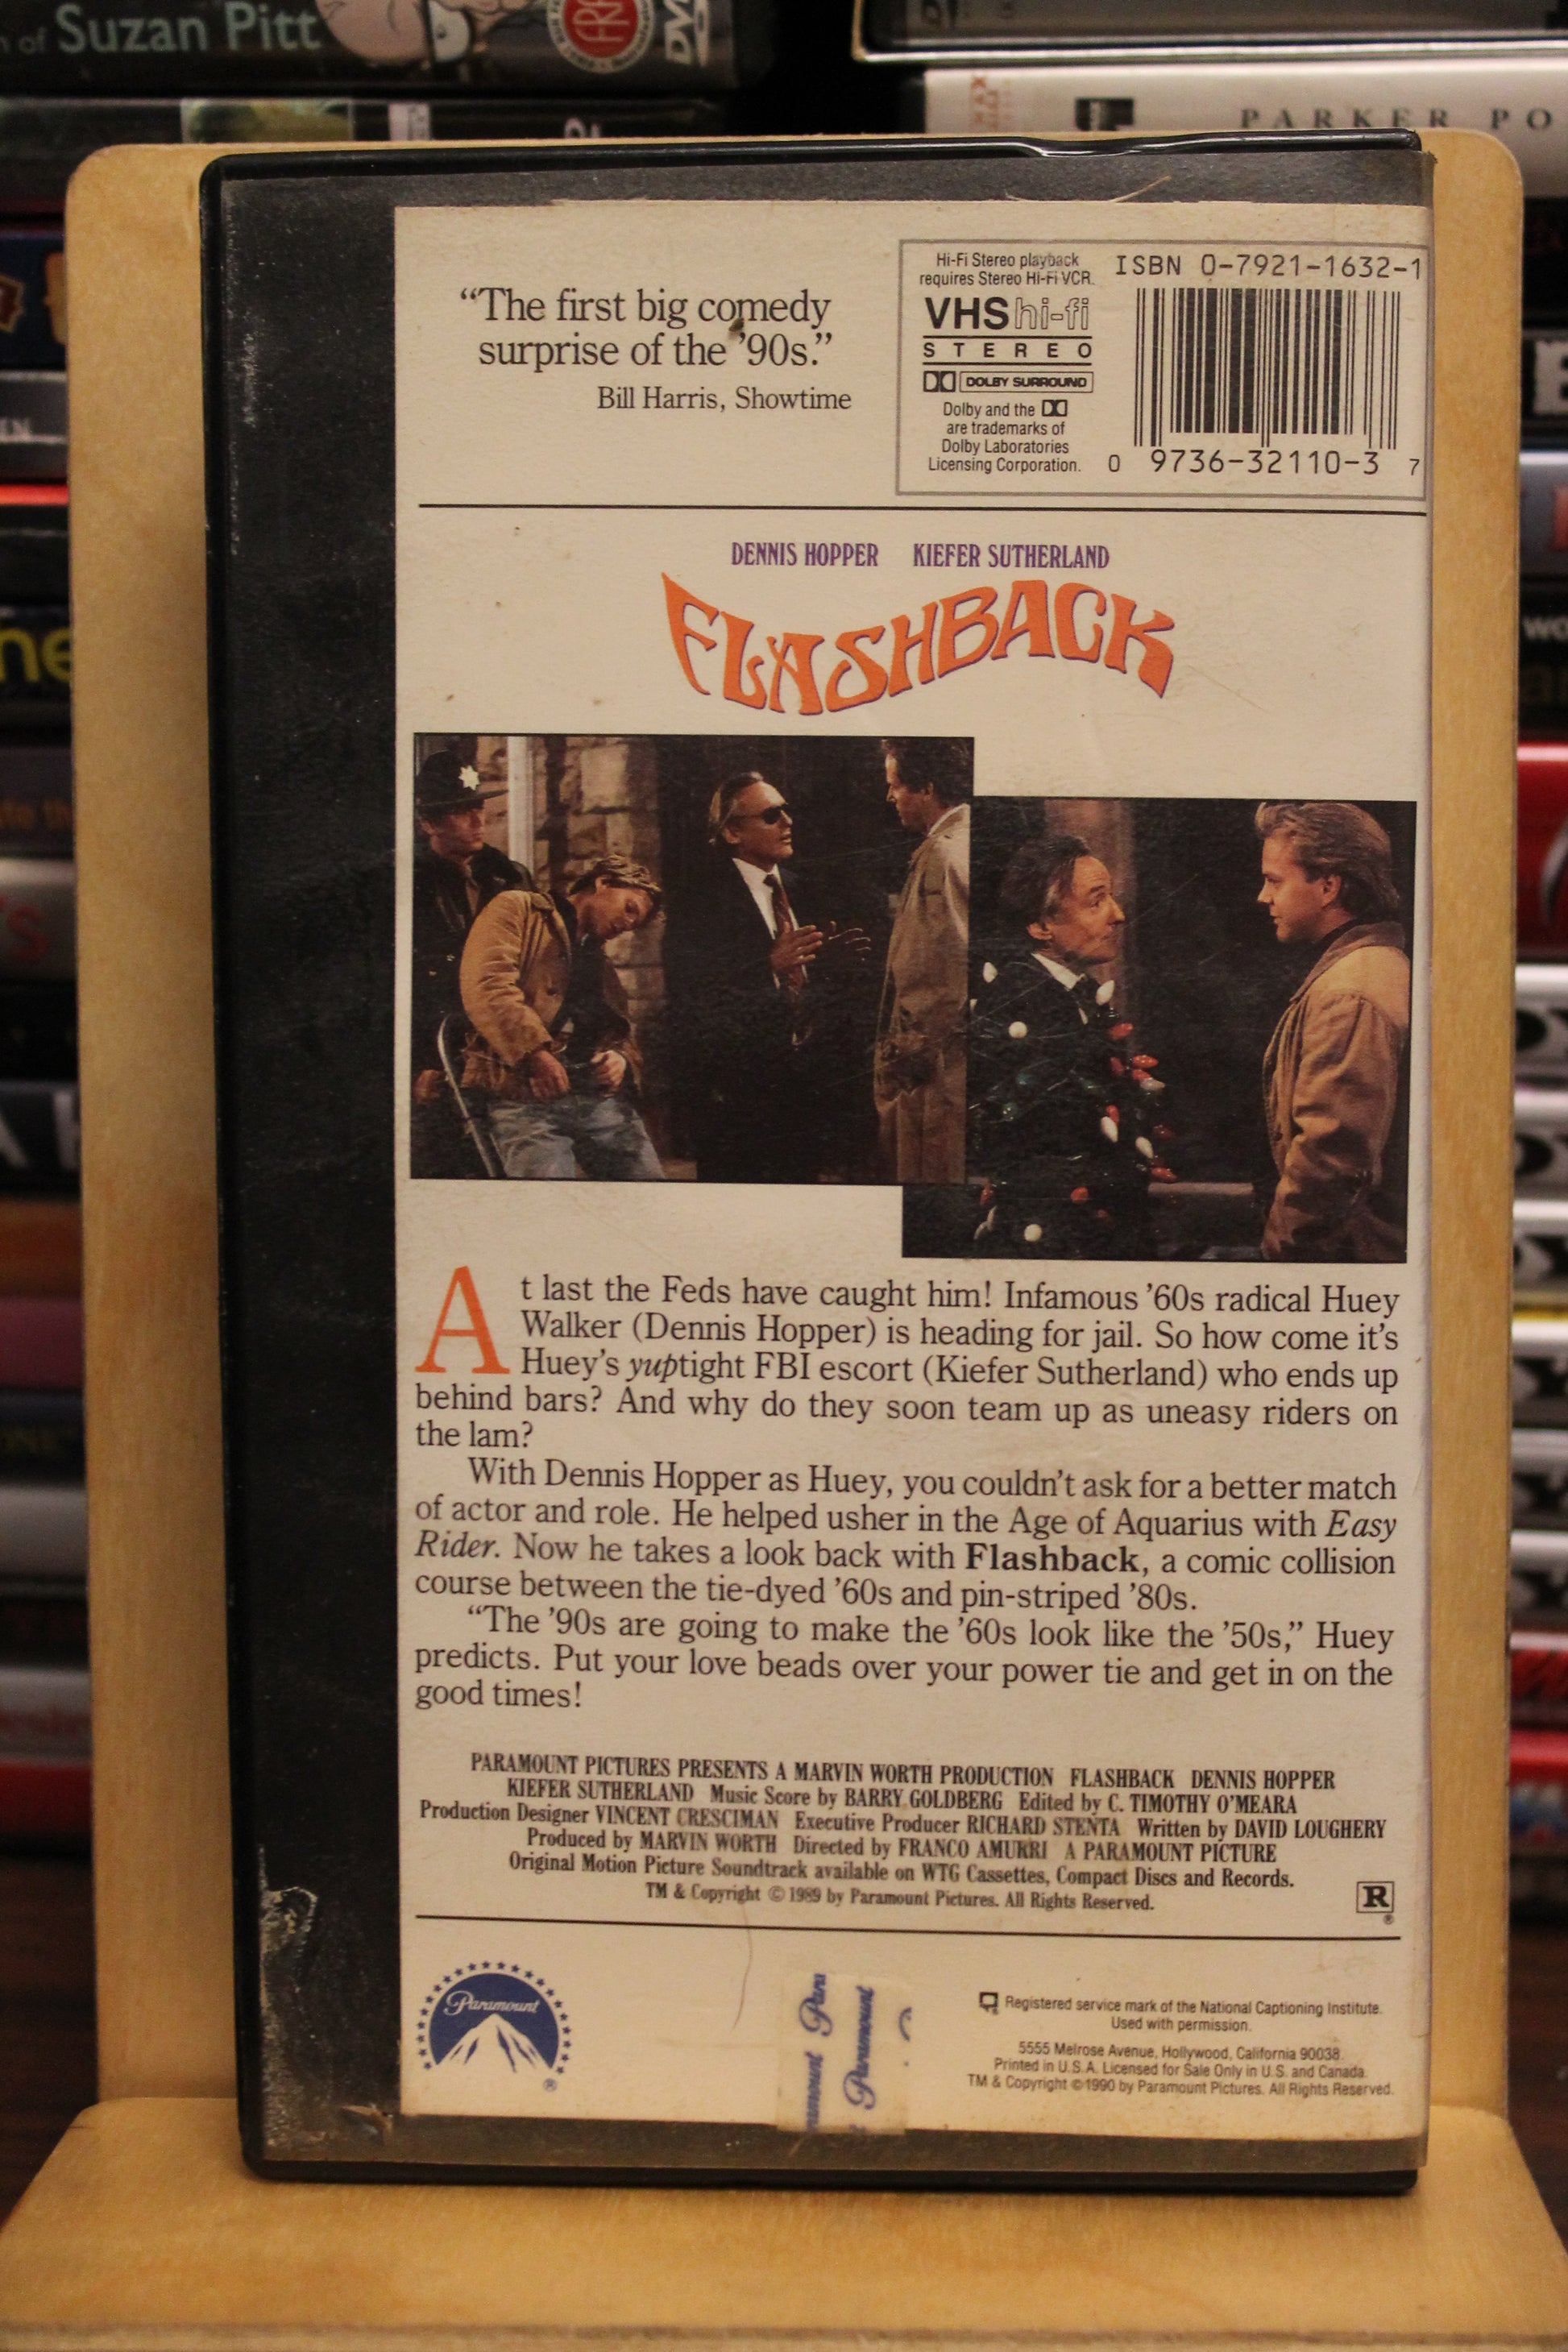 of Suzan Pitt
DVD
PARKER PO
"The first big comedy
surprise of the '90s."
Bill Harris, Showtime
Hi-Fi Stereo playback
requires Stereo Hi-Fi VCR.
VHS hi-fi
STEREO
DOLBY SURROUND
Dolby and the
are trademarks of
Dolby Laboratories
Licensing Corporation.
ISBN 0-7921-1632-1
0 9736-32110-3 7
DENNIS HOPPER KIEFER SUTHERLAND
FLASHBACK
At last the Feds have caught him! Infamous '60s radical Huey
Walker (Dennis Hopper) is heading for jail. So how come it's
Huey's yuptight FBI escort (Kiefer Sutherland) who ends up
behind bars? And why do they soon team up as uneasy riders on
the lam?
With Dennis Hopper as Huey, you couldn't ask for a better match
of actor and role. He helped usher in the Age of Aquarius with Easy
Rider. Now he takes a look back with Flashback, a comic collision
course between the tie-dyed '60s and pin-striped '80s.
"The '90s are going to make the '60s look like the '50s," Huey
predicts. Put your love beads over your power tie and get in on the
good times!
PARAMOUNT PICTURES PRESENTS A MARVIN WORTH PRODUCTION FLASHBACK DENNIS HOPPER
KIEFER SUTHERLAND Music Score by BARRY GOLDBERG Edited by C. TIMOTHY O'MEARA
Production Designer VINCENT CRESCIMAN Executive Producer RICHARD STENTA Written by DAVID LOUGHERY
Produced by MARVIN WORTH Directed by FRANCO AMURRI A PARAMOUNT PICTURE
Original Motion Picture Soundtrack available on WTG Cassettes, Compact Discs and Records.
TM & Copyright © 1989 by Paramount Pictures. All Rights Reserved.
R
®
Paramount
®
Para
mount
Paramount
Registered service mark of the National Captioning Institute.
Used with permission.
5555 Melrose Avenue, Hollywood, California 90038.
Printed in U.S.A. Licensed for Sale Only in U.S. and Canada.
TM & Copyright © 1990 by Paramount Pictures. All Rights Reserved.